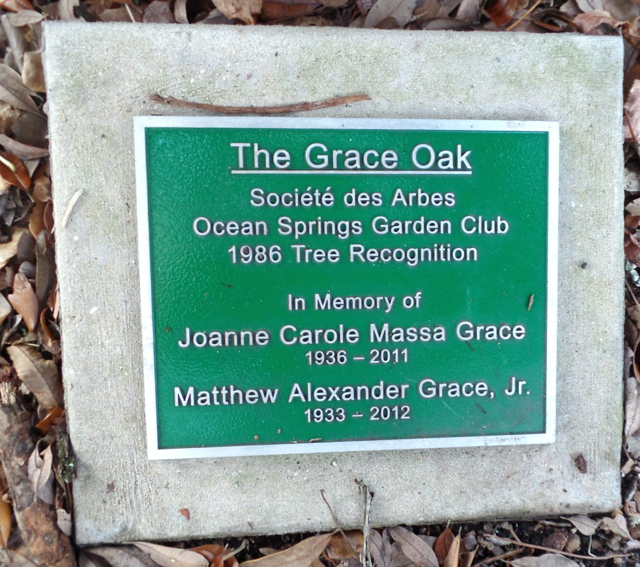 The Grace Oak
Société des Arbes
Ocean Springs Garden Club
1986 Tree Recognition
In Memory of
Joanne Carole Massa Grace
1936 – 2011
Matthew Alexander Grace, Jr.
1933 – 2012